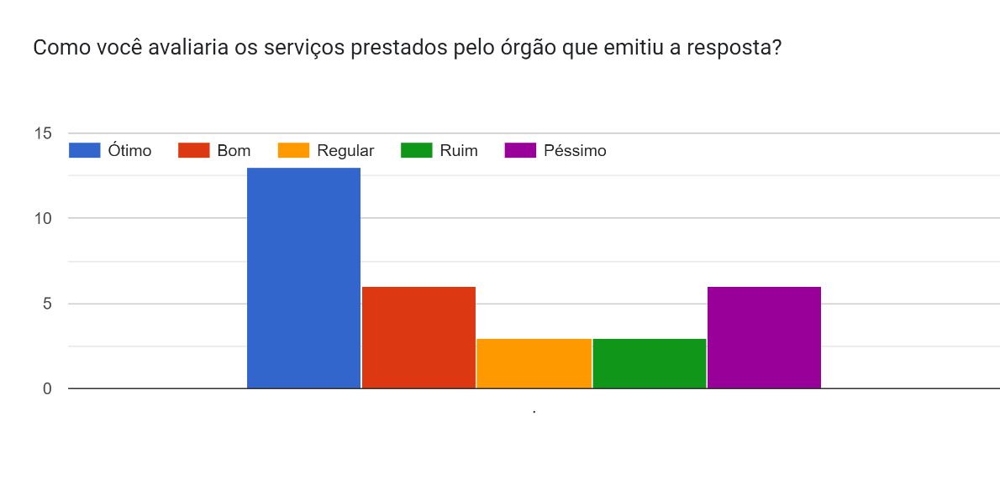 Como você avaliaria os serviços prestados pelo órgão que emitiu a resposta?
15
Ótimo Bom Regular Ruim Péssimo
10
5
0
.